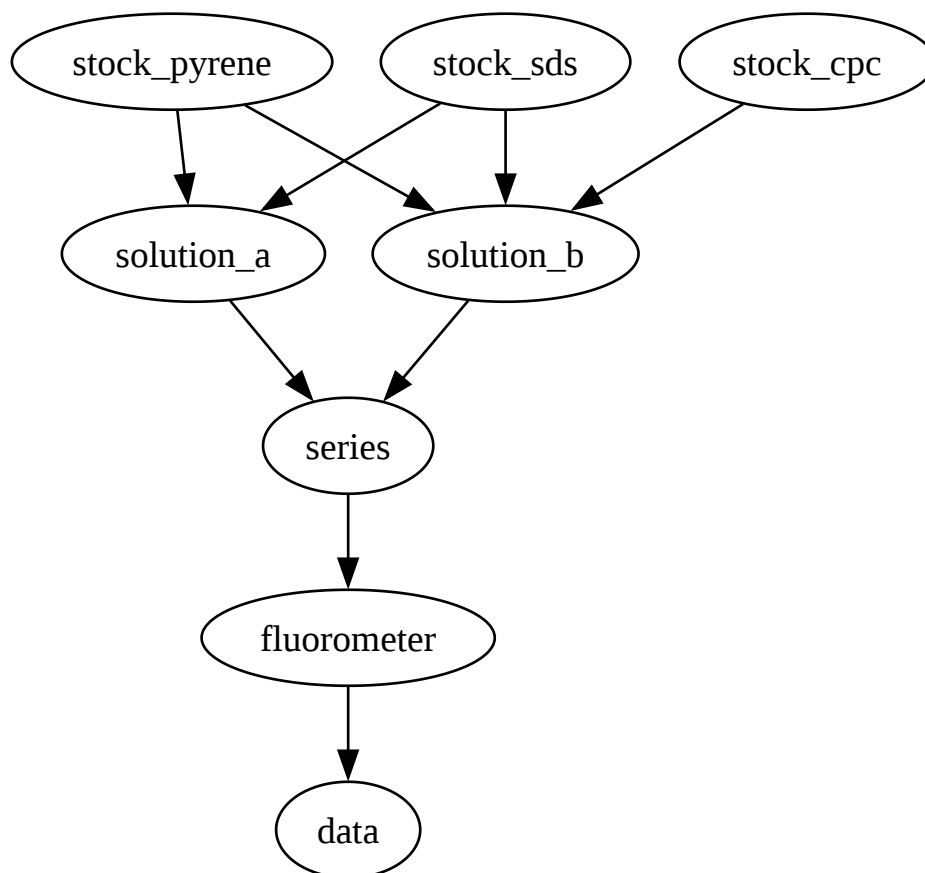 stock_pyrene
stock_sds
stock_cpc
solution_a
solution_b
series
fluorometer
data